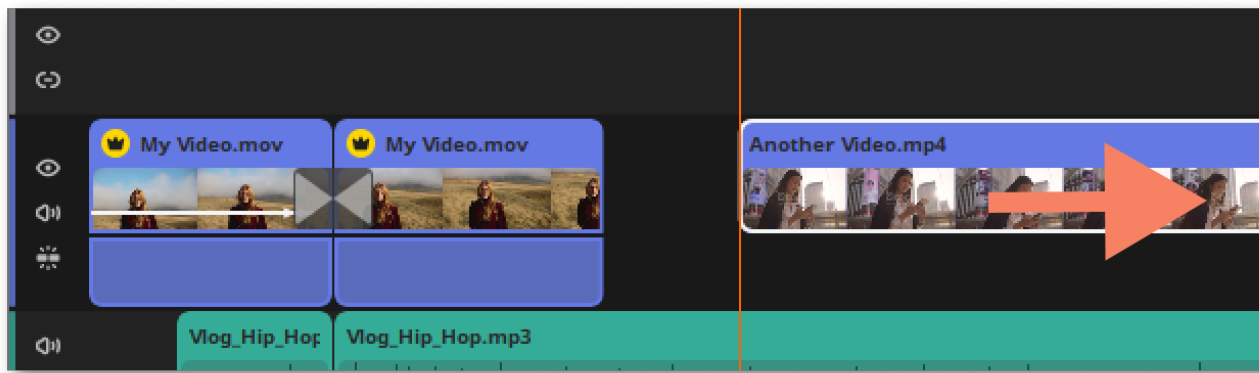 My Video.mov
My Video.mov
Another Video.mp4
Vlog_Hip_Hop
Vlog_Hip_Hop.mp3